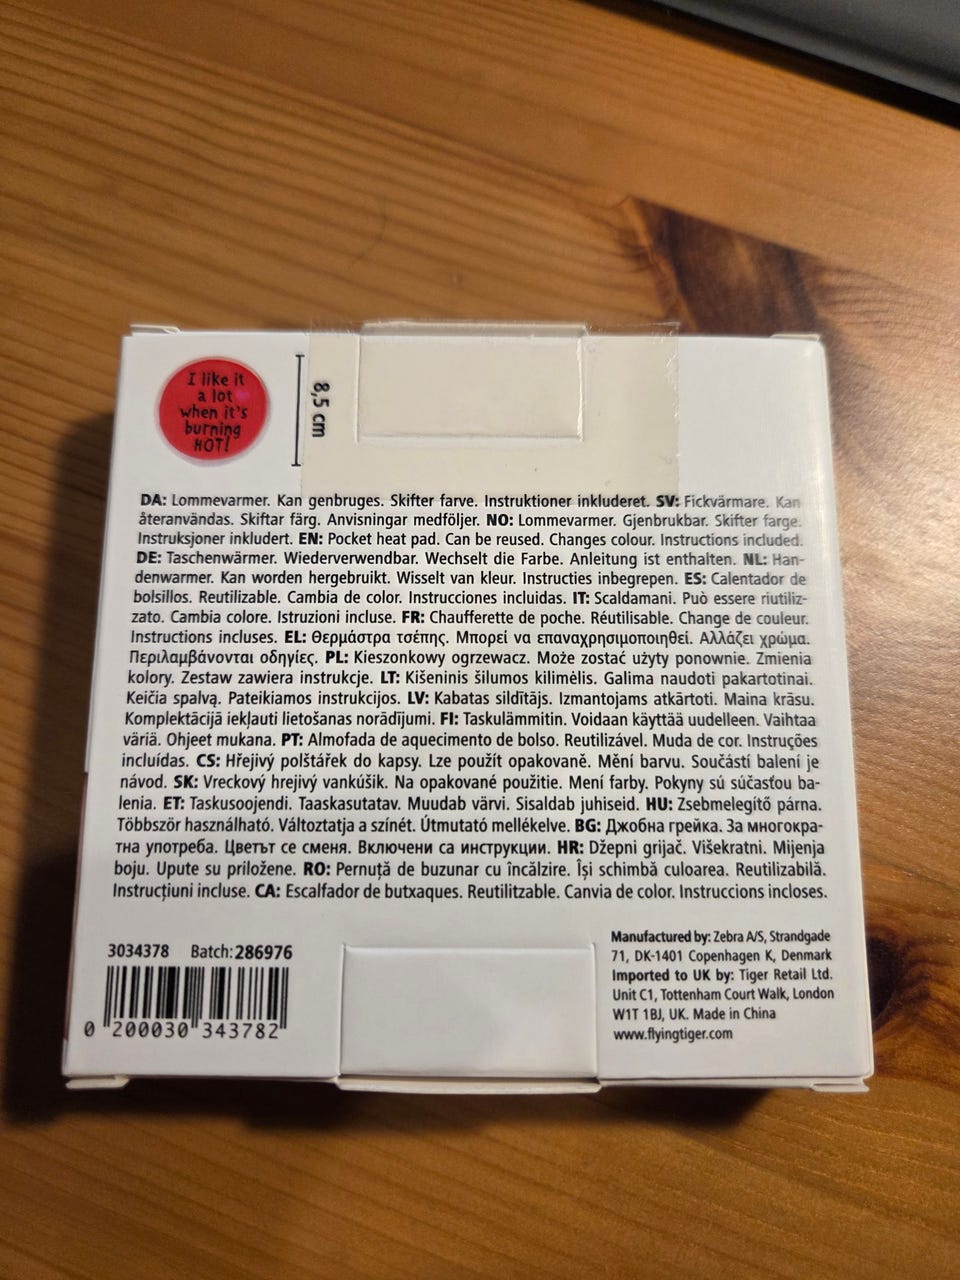 I like it
a lot
when it's
burning
HOT!
8,5 cm
DA: Lommevarmer. Kan genbruges. Skifter farve. Instruktioner inkluderet. SV: Fickvärmare. Kan
återanvändas. Skiftar färg. Anvisningar medföljer. NO: Lommevarmer. Gjenbrukbar. Skifter farge.
Instruksjoner inkludert. EN: Pocket heat pad. Can be reused. Changes colour. Instructions included.
DE: Taschenwärmer. Wiederverwendbar. Wechselt die Farbe. Anleitung ist enthalten. NL: Han-
denwarmer. Kan worden hergebruikt. Wisselt van kleur. Instructies inbegrepen. ES: Calentador de
bolsillos. Reutilizable. Cambia de color. Instrucciones incluidas. IT: Scaldamani. Può essere riutiliz-
zato. Cambia colore. Istruzioni incluse. FR: Chaufferette de poche. Réutilisable. Change de couleur.
Instructions incluses. EL: Θερμάστρα τσέπης. Μπορεί να επαναχρησιμοποιηθεί. Αλλάζει χρώμα.
Περιλαμβάνονται οδηγίες. PL: Kieszonkowy ogrzewacz. Może zostać użyty ponownie. Zmienia
kolory. Zestaw zawiera instrukcje. LT: Kišeninis šilumos kilimėlis. Galima naudoti pakartotinai.
Keičia spalvą. Pateikiamos instrukcijos. LV: Kabatas sildītājs. Izmantojams atkārtoti. Maina krāsu.
Komplektācijā iekļauti lietošanas norādījumi. FI: Taskulämmitin. Voidaan käyttää uudelleen. Vaihtaa
väriä. Ohjeet mukana. PT: Almofada de aquecimento de bolso. Reutilizável. Muda de cor. Instruções
incluídas. CS: Hřejivý polštářek do kapsy. Lze použít opakovaně. Mění barvu. Součástí balení je
návod. SK: Vreckový hrejivý vankúšik. Na opakované použitie. Mení farby. Pokyny sú súčasťou ba-
lenia. ET: Taskusoojendi. Taaskasutatav. Muudab värvi. Sisaldab juhiseid. HU: Zsebmelegítő párna.
Többször használható. Változtatja a színét. Útmutató mellékelve. BG: Джобна грейка. За многокра-
тна употреба. Цветът се сменя. Включени са инструкции. HR: Džepni grijač. Višekratni. Mijenja
boju. Upute su priložene. RO: Pernuță de buzunar cu încălzire. Își schimbă culoarea. Reutilizabilă.
Instrucțiuni incluse. CA: Escalfador de butxaques. Reutilitzable. Canvia de color. Instruccions incloses.
3034378 Batch: 286976
0 200030 343782
Manufactured by: Zebra A/S, Strandgade
71, DK-1401 Copenhagen K, Denmark
Imported to UK by: Tiger Retail Ltd.
Unit C1, Tottenham Court Walk, London
W1T 1BJ, UK. Made in China
www.flyingtiger.com